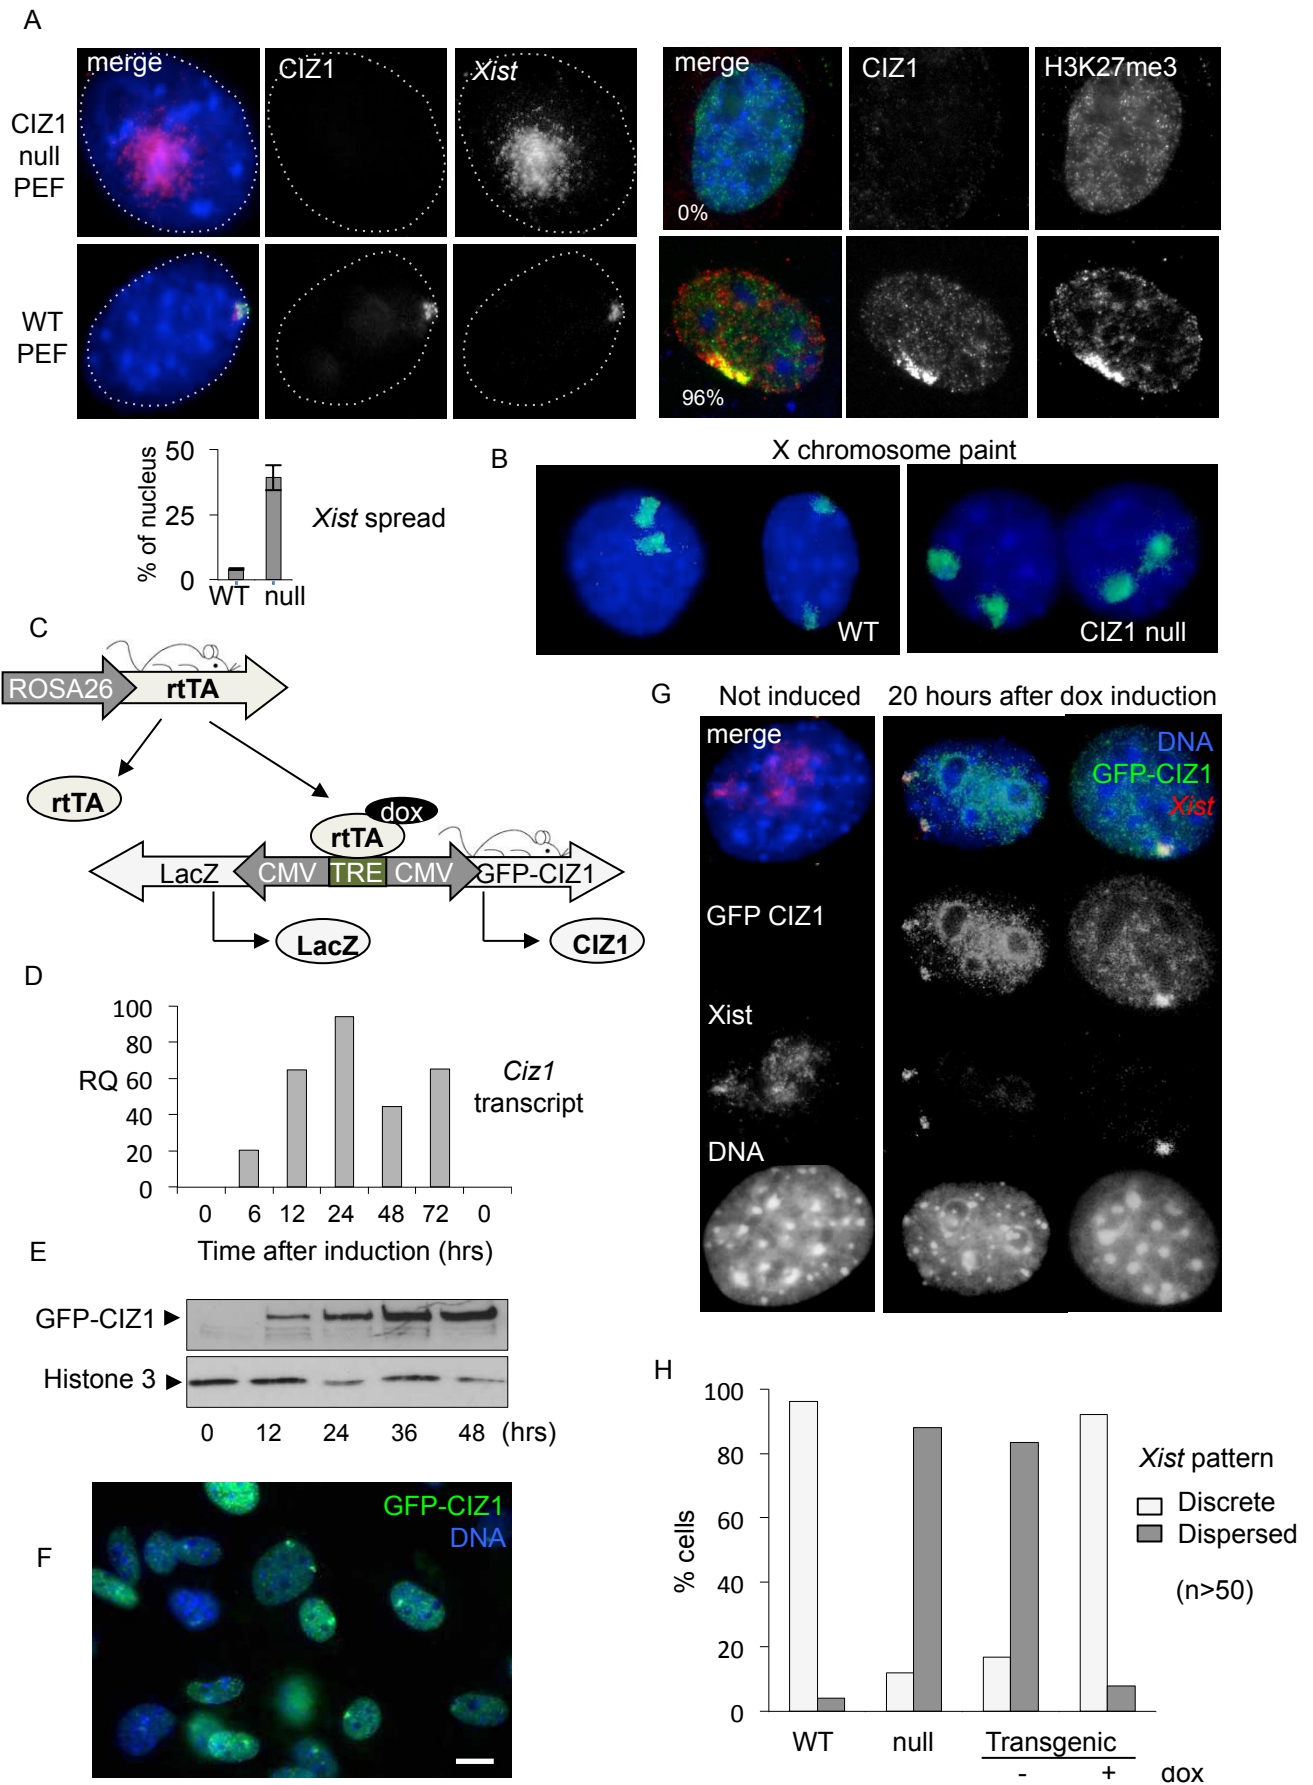 A
merge
CIZ1
Xist
merge
CIZ1
H3K27me3
CIZ1
null
PEF
0%
WT
PEF
96%
50
25
0
% of nucleus
WT null
Xist spread
B
X chromosome paint
WT
CIZ1 null
C
ROSA26
rtTA
rtTA
dox
rtTA
LacZ
CMV
TRE
CMV
GFP-CIZ1
LacZ
CIZ1
D
100
80
RQ 60
40
20
0
0 6 12 24 48 72 0
Time after induction (hrs)
Ciz1
transcript
E
GFP-CIZ1
Histone 3
0 12 24 36 48 (hrs)
F
GFP-CIZ1
DNA
G
Not induced
20 hours after dox induction
merge
DNA
GFP-CIZ1
Xist
GFP CIZ1
Xist
DNA
H
100
80
60
40
20
0
% cells
Xist pattern
Discrete
Dispersed
(n>50)
WT null Transgenic
- + dox